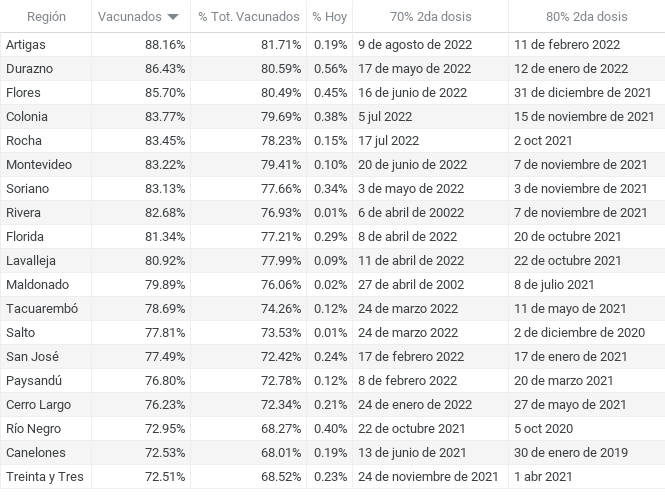 Región Vacunados % Tot. Vacunados % Hoy 70% 2da dosis 80% 2da dosis
Artigas 88.16% 81.71% 0.19% 9 de agosto de 2022 11 de febrero 2022
Durazno 86.43% 80.59% 0.56% 17 de mayo de 2022 12 de enero de 2022
Flores 85.70% 80.49% 0.45% 16 de junio de 2022 31 de diciembre de 2021
Colonia 83.77% 79.69% 0.38% 5 jul 2022 15 de noviembre de 2021
Rocha 83.45% 78.23% 0.15% 17 jul 2022 2 oct 2021
Montevideo 83.22% 79.41% 0.10% 20 de junio de 2022 7 de noviembre de 2021
Soriano 83.13% 77.66% 0.34% 3 de mayo de 2022 3 de noviembre de 2021
Rivera 82.68% 76.93% 0.01% 6 de abril de 20022 7 de noviembre de 2021
Florida 81.34% 77.21% 0.29% 8 de abril de 2022 20 de octubre 2021
Lavalleja 80.92% 77.99% 0.09% 11 de abril de 2022 22 de octubre 2021
Maldonado 79.89% 76.06% 0.02% 27 de abril de 2002 8 de julio 2021
Tacuarembó 78.69% 74.26% 0.12% 24 de marzo 2022 11 de mayo de 2021
Salto 77.81% 73.53% 0.01% 24 de marzo 2022 2 de diciembre de 2020
San José 77.49% 72.42% 0.24% 17 de febrero 2022 17 de enero de 2021
Paysandú 76.80% 72.78% 0.12% 8 de febrero 2022 20 de marzo 2021
Cerro Largo 76.23% 72.34% 0.21% 24 de enero de 2022 27 de mayo de 2021
Río Negro 72.95% 68.27% 0.40% 22 de octubre 2021 5 oct 2020
Canelones 72.53% 68.01% 0.19% 13 de junio de 2021 30 de enero de 2019
Treinta y Tres 72.51% 68.52% 0.23% 24 de noviembre de 2021 1 abr 2021